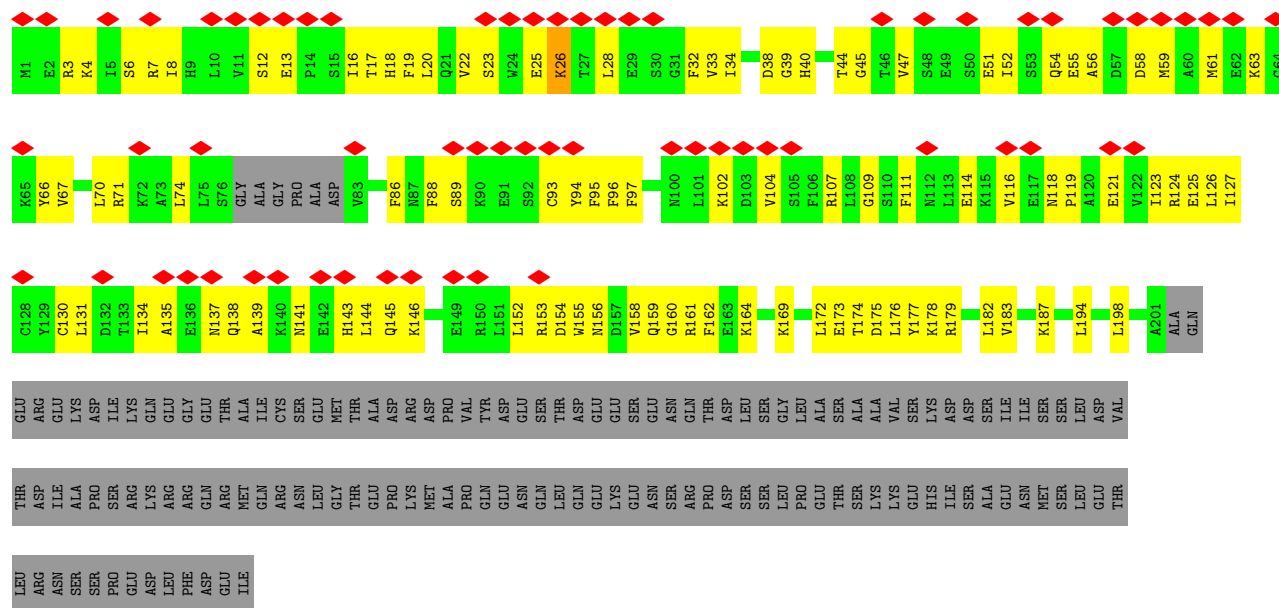 M1 E2 R3 K4 I5 S6 R7 I8 H9 L10 V11 S12 E13 P14 S15 I16 T17 H18 F19 L20 Q21 V22 S23 W24 E25 K26 T27 L28 E29 S30 G31 F32 V33 I34 D38 G39 H40 T44 G45 T46 V47 S48 E49 S50 E51 I52 S53 Q54 E55 A56 D57 D58 M59 A60 M61 E62 K63 G64
K65 Y66 V67 L70 R71 K72 A73 L74 L75 S76 GLY ALA GLY PRO ALA ASP V83 F86 N87 F88 S89 K90 E91 S92 C93 Y94 F95 F96 F97 N100 L101 K102 D103 V104 S105 F106 R107 L108 G109 S110 F111 N112 L113 E114 K115 V116 E117 N118 P119 A120 E121 V122 I123 R124 E125 L126 I127
C128 Y129 C130 L131 D132 T133 I134 A135 E136 N137 Q138 A139 K140 N141 E142 H143 L144 Q145 K146 E149 R150 L151 L152 R153 D154 W155 N156 D157 V158 Q159 G160 R161 F162 E163 K164 K169 L172 E173 T174 D175 L176 Y177 K178 R179 L182 V183 K187 L194 L198 A201 ALA GLN
GLU ARG GLU LYS ASP ILE LYS GLN GLU GLY GLU THR ALA ILE CYS SER GLU MET THR ALA ASP ARG ASP PRO VAL TYR ASP GLU SER THR ASP GLU GLU SER GLU ASN GLN THR ASP LEU SER GLY LEU ALA SER ALA ALA VAL SER LYS ASP ASP SER ILE ILE SER SER LEU ASP VAL
THR ASP ILE ALA PRO SER ARG LYS ARG ARG GLN ARG MET GLN ARG ASN LEU GLY THR GLU PRO LYS MET ALA PRO GLN GLU ASN GLN LEU GLN GLU LYS GLU ASN SER ARG PRO ASP SER SER LEU PRO GLU THR SER LYS LYS GLU HIS ILE SER ALA GLU ASN MET SER LEU GLU THR
LEU ARG ASN SER SER PRO GLU ASP LEU PHE ASP GLU ILE